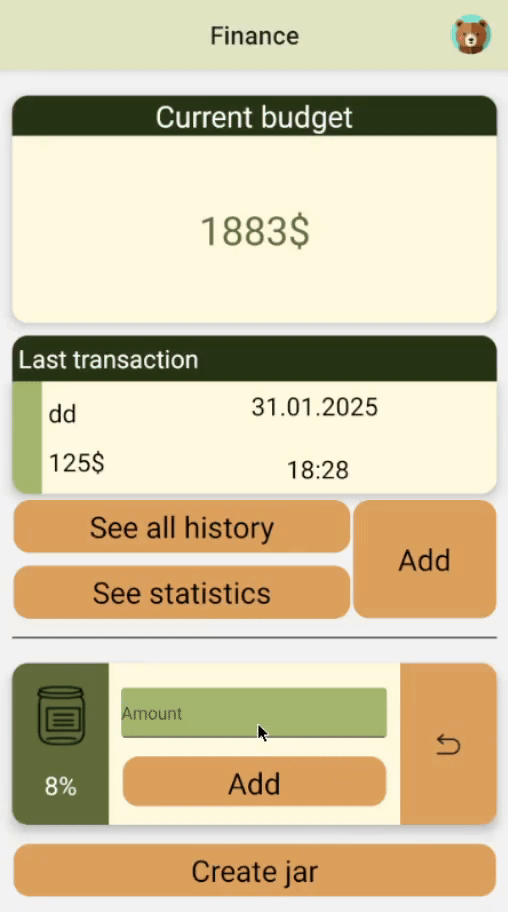 Finance
Current budget
1883$
Last transaction
dd
31.01.2025
125$
18:28
See all history
See statistics
Add
Amount
8%
Add
Create jar